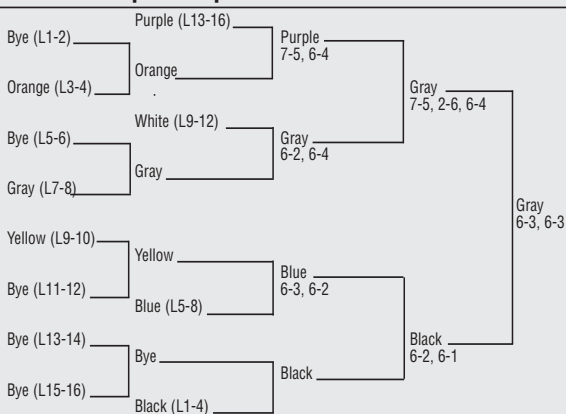 Bye (L1-2)
Orange (L3-4)
Bye (L5-6)
Gray (L7-8)
Yellow (L9-10)
Bye (L11-12)
Bye (L13-14)
Bye (L15-16)
Purple (L13-16)
Orange
White (L9-12)
Gray
Yellow
Blue (L5-8)
Bye
Black (L1-4)
Purple
7-5, 6-4
Gray
6-2, 6-4
Blue
6-3, 6-2
Black
Gray
7-5, 2-6, 6-4
Black
6-2, 6-1
Gray
6-3, 6-3